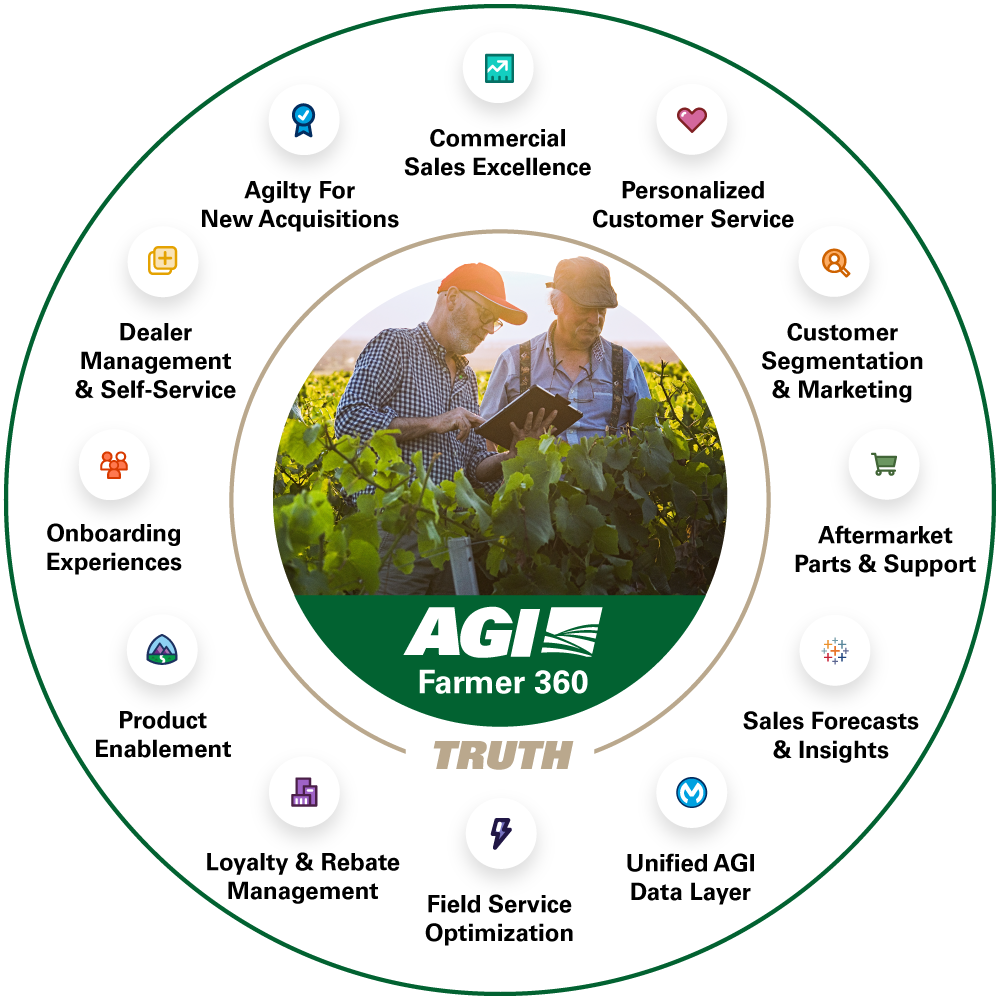 Commercial
Sales Excellence
Personalized
Customer Service
Customer
Segmentation
& Marketing
Aftermarket
Parts & Support
Sales Forecasts
& Insights
Unified AGI
Data Layer
Field Service
Optimization
Loyalty & Rebate
Management
Product
Enablement
Onboarding
Experiences
Dealer
Management
& Self-Service
Agilty For
New Acquisitions
AGI
Farmer 360
TRUTH